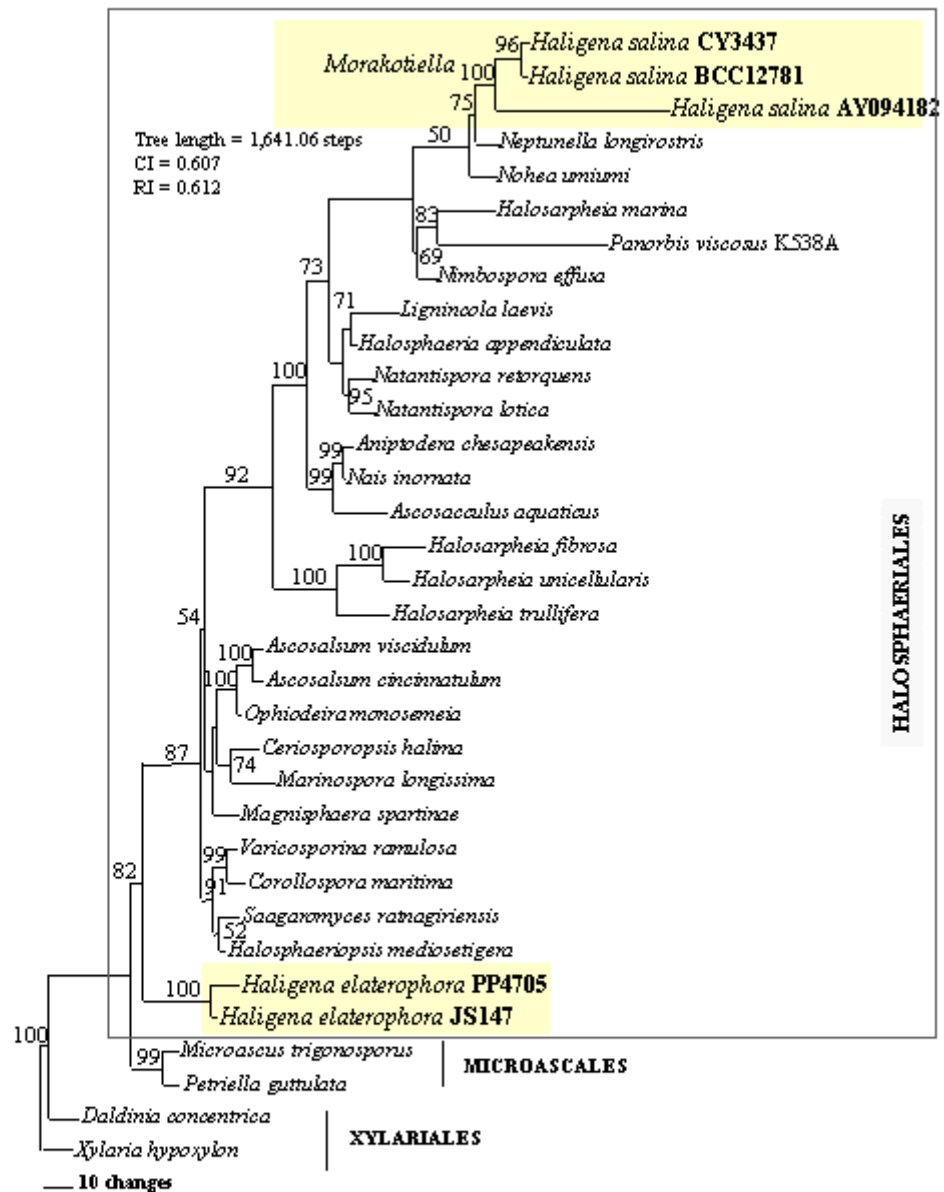 96
Haligena salina CY3437
Morakotiella
100
Haligena salina BCC12781
75
Haligena salina AY094182
50
Tree length = 1,641.06 steps
CI = 0.607
RI = 0.612
Neptunella longirostris
Nohea umiumi
83
Halosarpheia marina
Panorbis viscosus K538A
69
Nimbospora effusa
73
71
Lignincola laevis
Halosphaeria appendiculata
100
Natantispora retorquens
95
Natantispora lotica
99
Aniptodera chesapeakensis
92
99
Nais inornata
Ascosacculus aquaticus
HALOSPHAERIALES
100
Halosarpheia fibrosa
100
Halosarpheia unicellularis
Halosarpheia trullifera
54
100
Ascosalsum viscidulum
100
Ascosalsum cincinnatulum
Ophiodeira monosemeia
87
Ceriosporopsis halima
74
Marinospora longissima
Magnisphaera spartinae
99
Varicosporina ramulosa
82
91
Corollospora maritima
Saagaromyces ratnagiriensis
52
Halosphaeriopsis mediosetigera
100
Haligena elaterophora PP4705
Haligena elaterophora JS147
100
99
Microascus trigonosporus
MICROASCALES
Petriella guttulata
Daldinia concentrica
XYLARIALES
Xylaria hypoxylon
10 changes